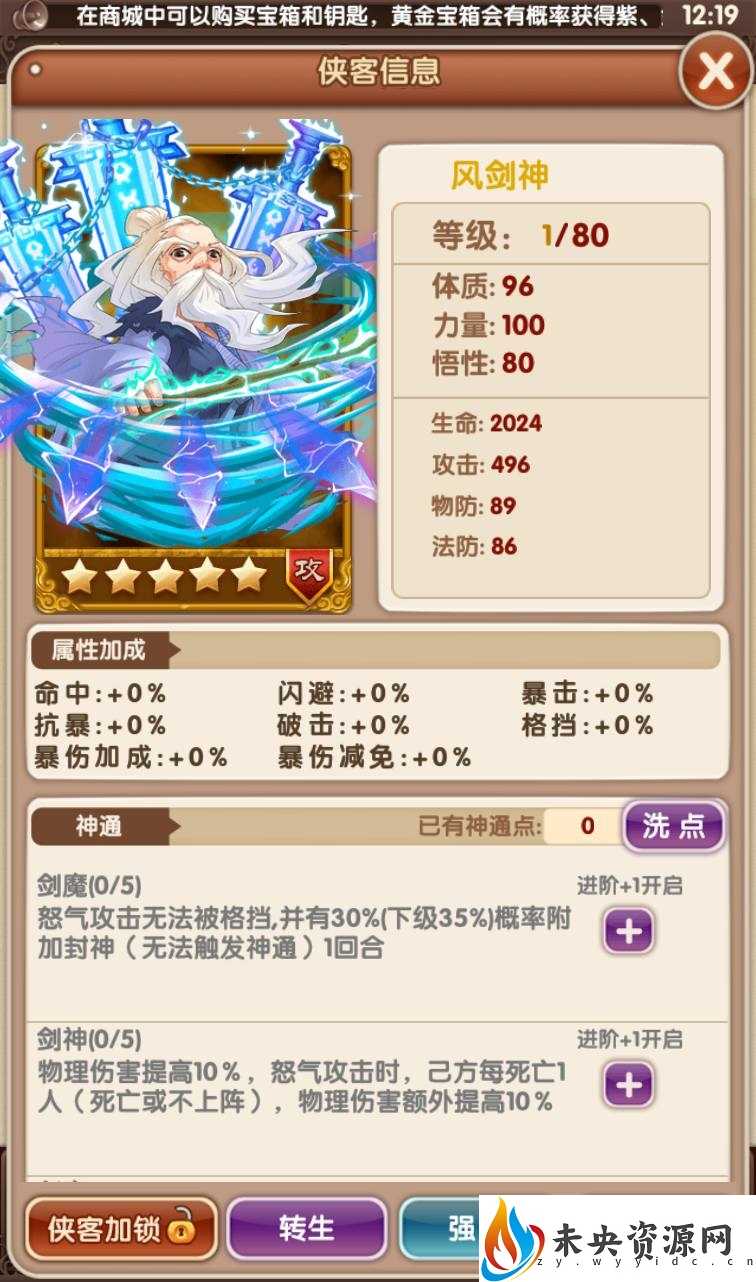 在商城中可以购买宝箱和钥匙，黄金宝箱会有概率获得紫、
12:19
侠客信息
风剑神
等级： 1/80
体质: 96
力量: 100
悟性: 80
生命: 2024
攻击: 496
物防: 89
法防: 86
攻
属性加成
命中:+0% 闪避:+0% 暴击:+0%
抗暴:+0% 破击:+0% 格挡:+0%
暴伤加成:+0% 暴伤减免:+0%
神通 已有神通点: 0 洗点
剑魔(0/5) 进阶+1开启
怒气攻击无法被格挡,并有30%(下级35%)概率附
加封神（无法触发神通）1回合
剑神(0/5) 进阶+1开启
物理伤害提高10%，怒气攻击时，己方每死亡1
人（死亡或不上阵），物理伤害额外提高10%
侠客加锁 转生 强
未央资源网
zy.wyyidc.cn